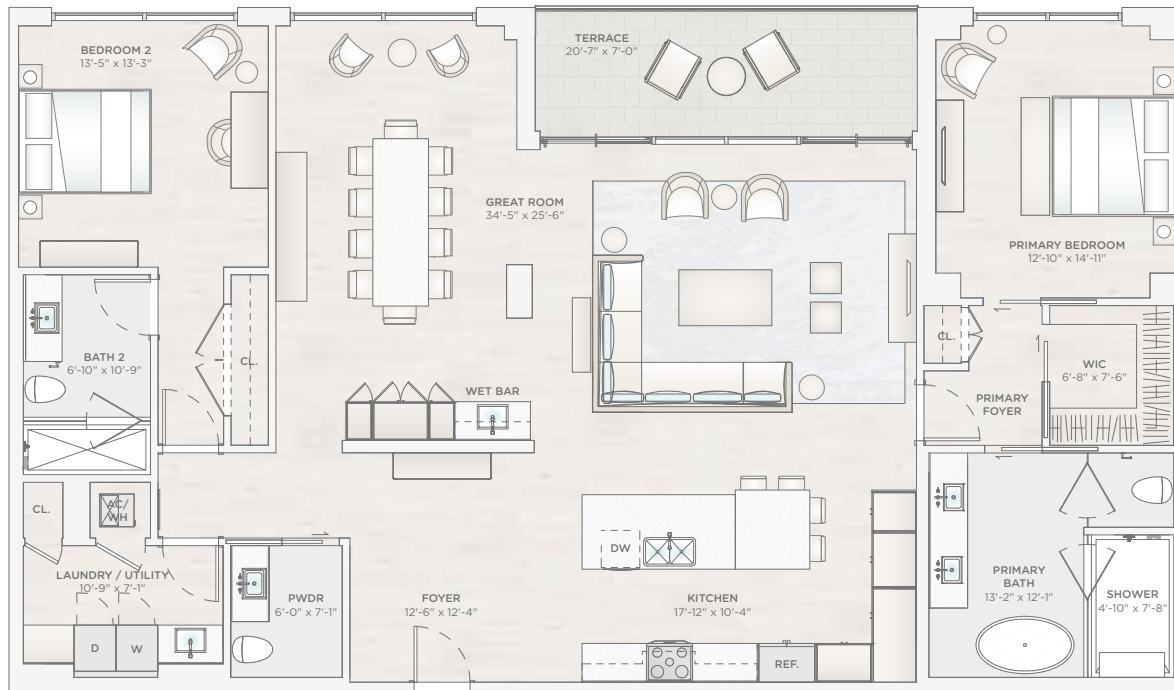 BEDROOM 2
13'-5" x 13'-3"
TERRACE
20'-7" x 7'-0"
GREAT ROOM
34'-5" x 25'-6"
PRIMARY BEDROOM
12'-10" x 14'-11"
BATH 2
6'-10" x 10'-9"
CL.
WET BAR
CL.
WIC
6'-8" x 7'-6"
PRIMARY
FOYER
CL.
AC/
WH
LAUNDRY / UTILITY
10'-9" x 7'-1"
D
W
PWDR
6'-0" x 7'-1"
FOYER
12'-6" x 12'-4"
DW
KITCHEN
17'-12" x 10'-4"
REF.
PRIMARY
BATH
13'-2" x 12'-1"
SHOWER
4'-10" x 7'-8"